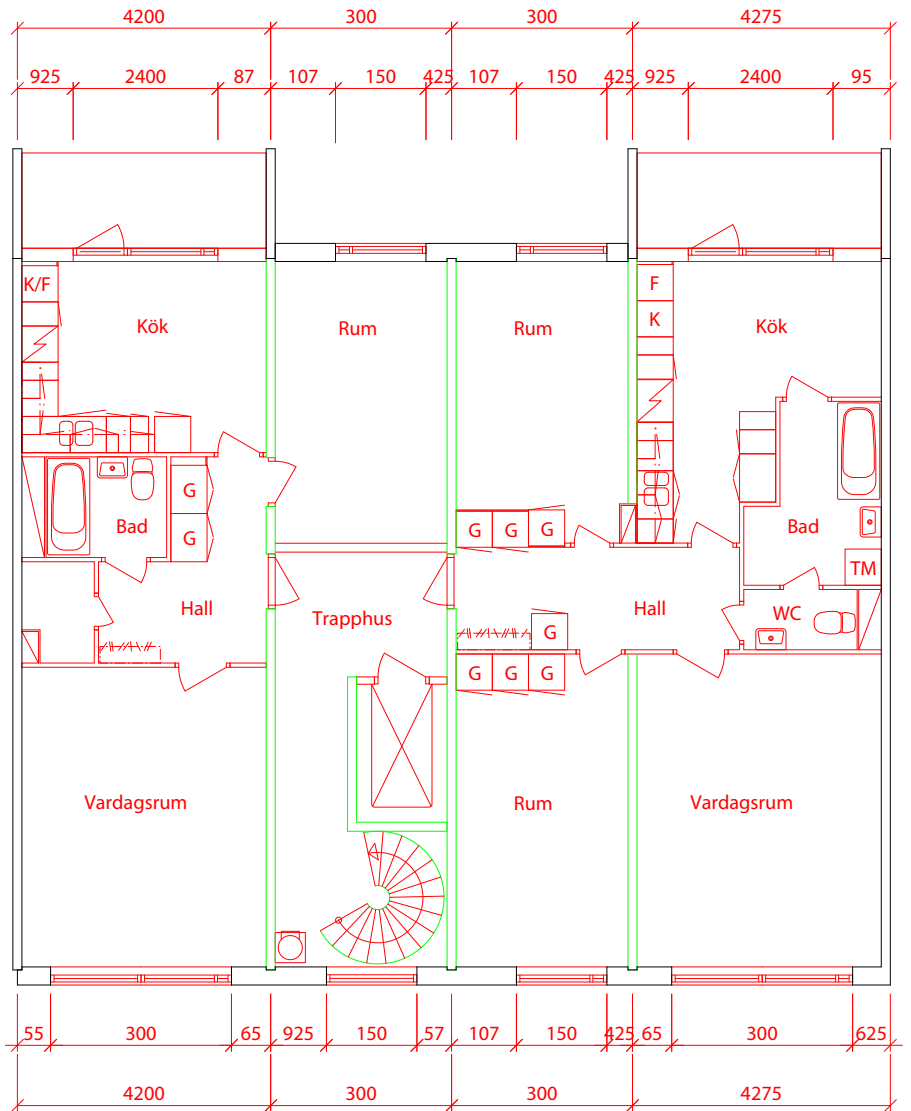 4200 300 300 4275
925 2400 87 107 150 425 107 150 425 925 2400 95
K/F F
K
Kök Rum Rum Kök
G
G
Bad
G G G
Bad
TM
Hall Trapphus Hall WC
G
G G G
Vardagsrum Rum Vardagsrum
55 300 65 925 150 57 107 150 425 65 300 625
4200 300 300 4275